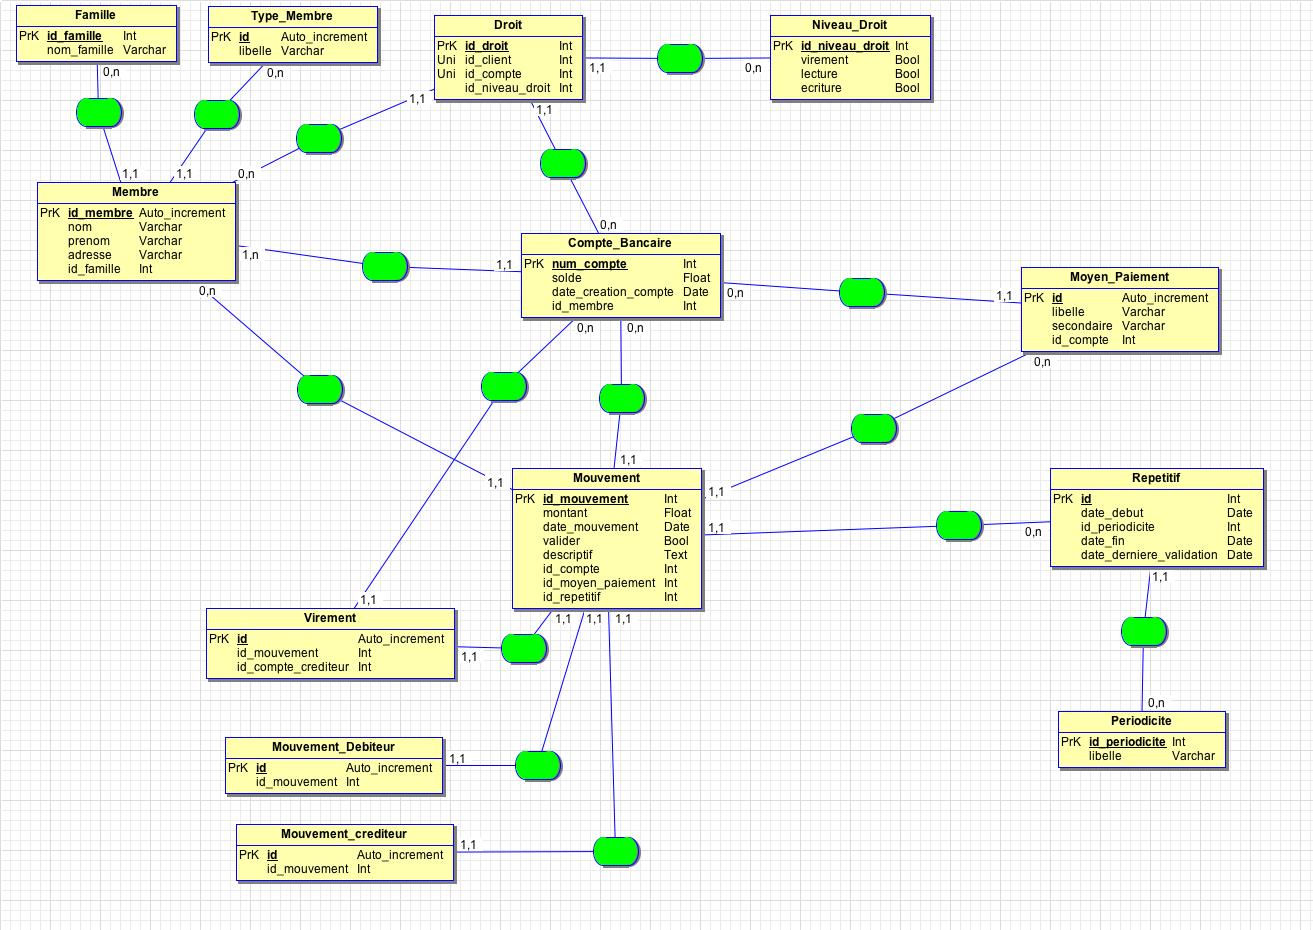 Famille
PrK id_famille Int
nom_famille Varchar
0,n
1,1
Type_Membre
PrK id Auto_increment
libelle Varchar
0,n
1,1
Droit
PrK id_droit Int
Uni id_client Int
Uni id_compte Int
id_niveau_droit Int
1,1
0,n
1,1
1,1
Niveau_Droit
PrK id_niveau_droit Int
virement Bool
lecture Bool
ecriture Bool
0,n
Membre
PrK id_membre Auto_increment
nom Varchar
prenom Varchar
adresse Varchar
id_famille Int
1,n
1,1
0,n
0,n
Compte_Bancaire
PrK num_compte Int
solde Float
date_creation_compte Date
id_membre Int
0,n
1,1
0,n
0,n
Moyen_Paiement
PrK id Auto_increment
libelle Varchar
secondaire Varchar
id_compte Int
0,n
1,1
1,1
1,1
Mouvement
PrK id_mouvement Int
montant Float
date_mouvement Date
valider Bool
descriptif Text
id_compte Int
id_moyen_paiement Int
id_repetitif Int
1,1
0,n
1,1
1,1
1,1
Repetitif
PrK id Int
date_debut Date
id_periodicite Int
date_fin Date
date_derniere_validation Date
1,1
0,n
1,1
Virement
PrK id Auto_increment
id_mouvement Int
id_compte_crediteur Int
1,1
Periodicite
PrK id_periodicite Int
libelle Varchar
Mouvement_Debiteur
PrK id Auto_increment
id_mouvement Int
1,1
Mouvement_crediteur
PrK id Auto_increment
id_mouvement Int
1,1